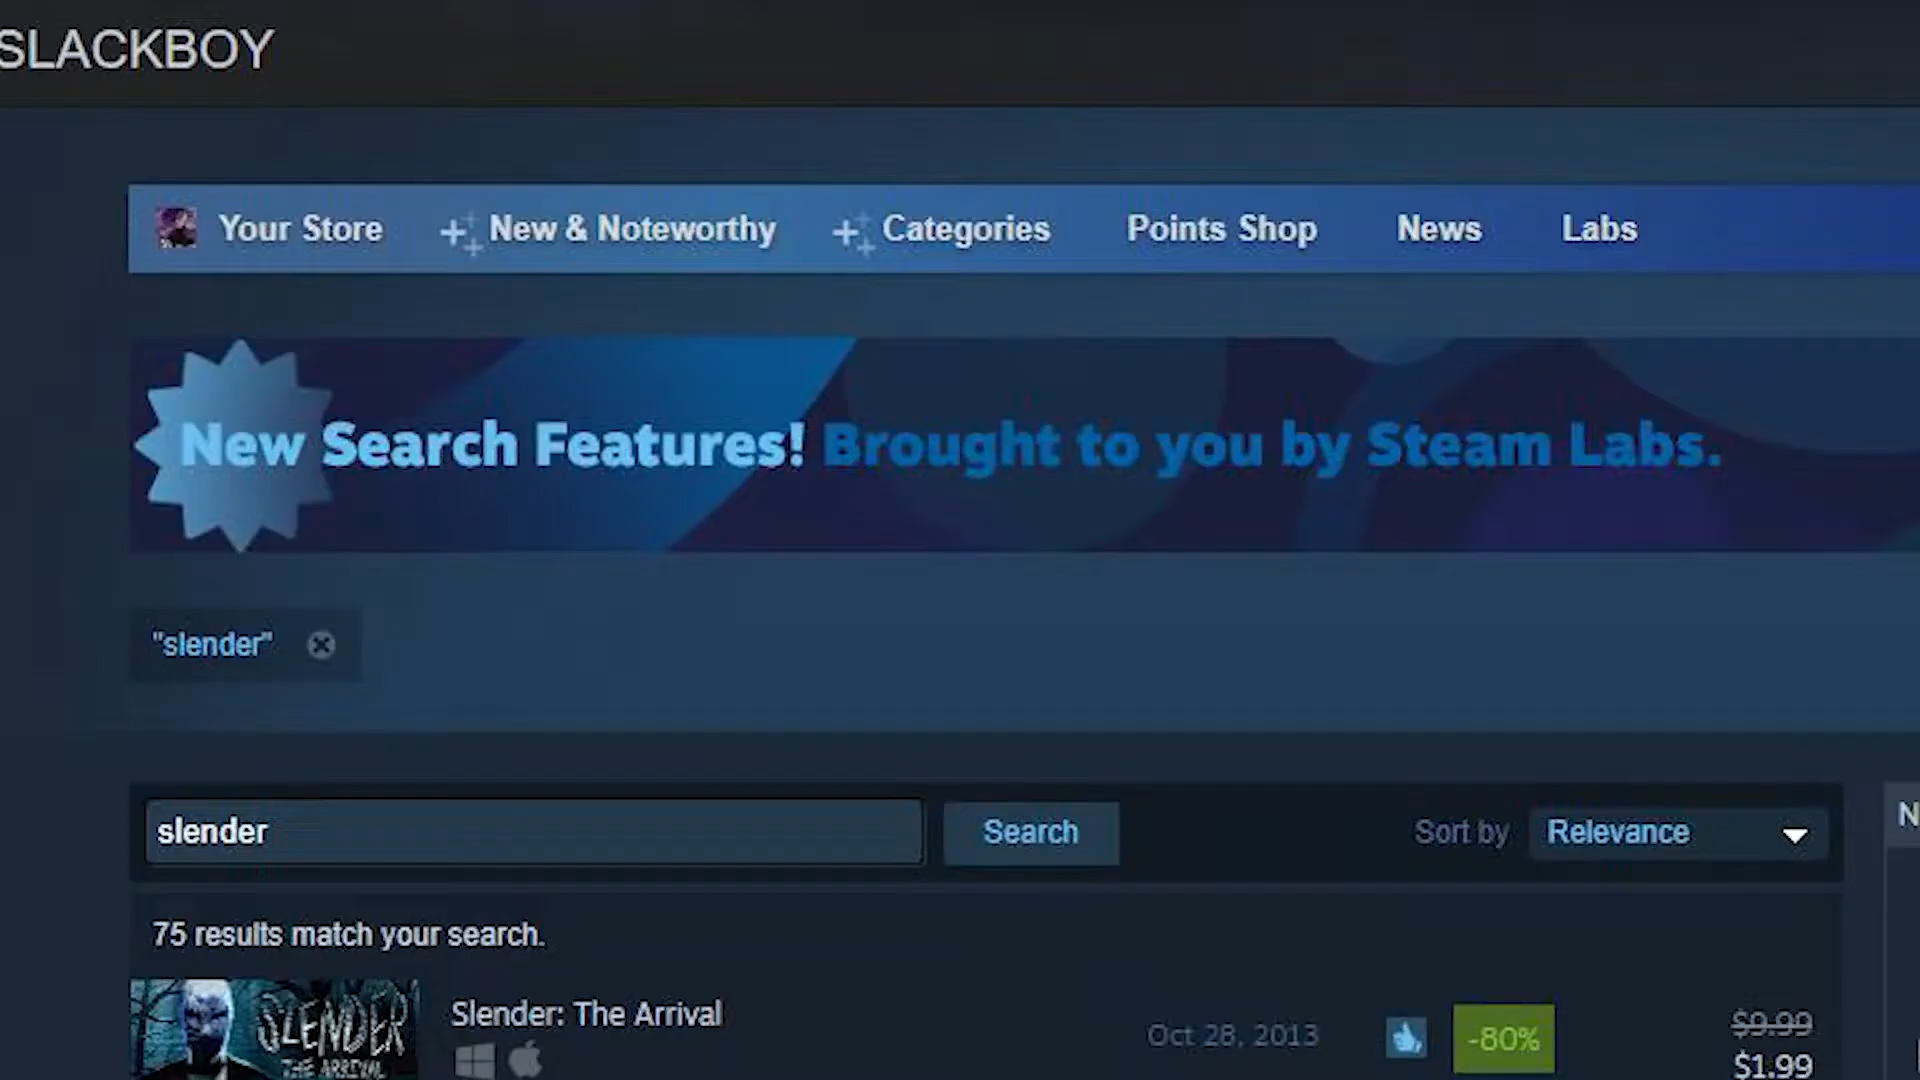 SLACKBOY
Your Store New & Noteworthy Categories Points Shop News Labs
New Search Features! Brought to you by Steam Labs.
"slender"
slender Search Sort by Relevance
75 results match your search.
SLENDER
THE ARRIVAL
Slender: The Arrival
Oct 28, 2013 -80% $9.99
$1.99